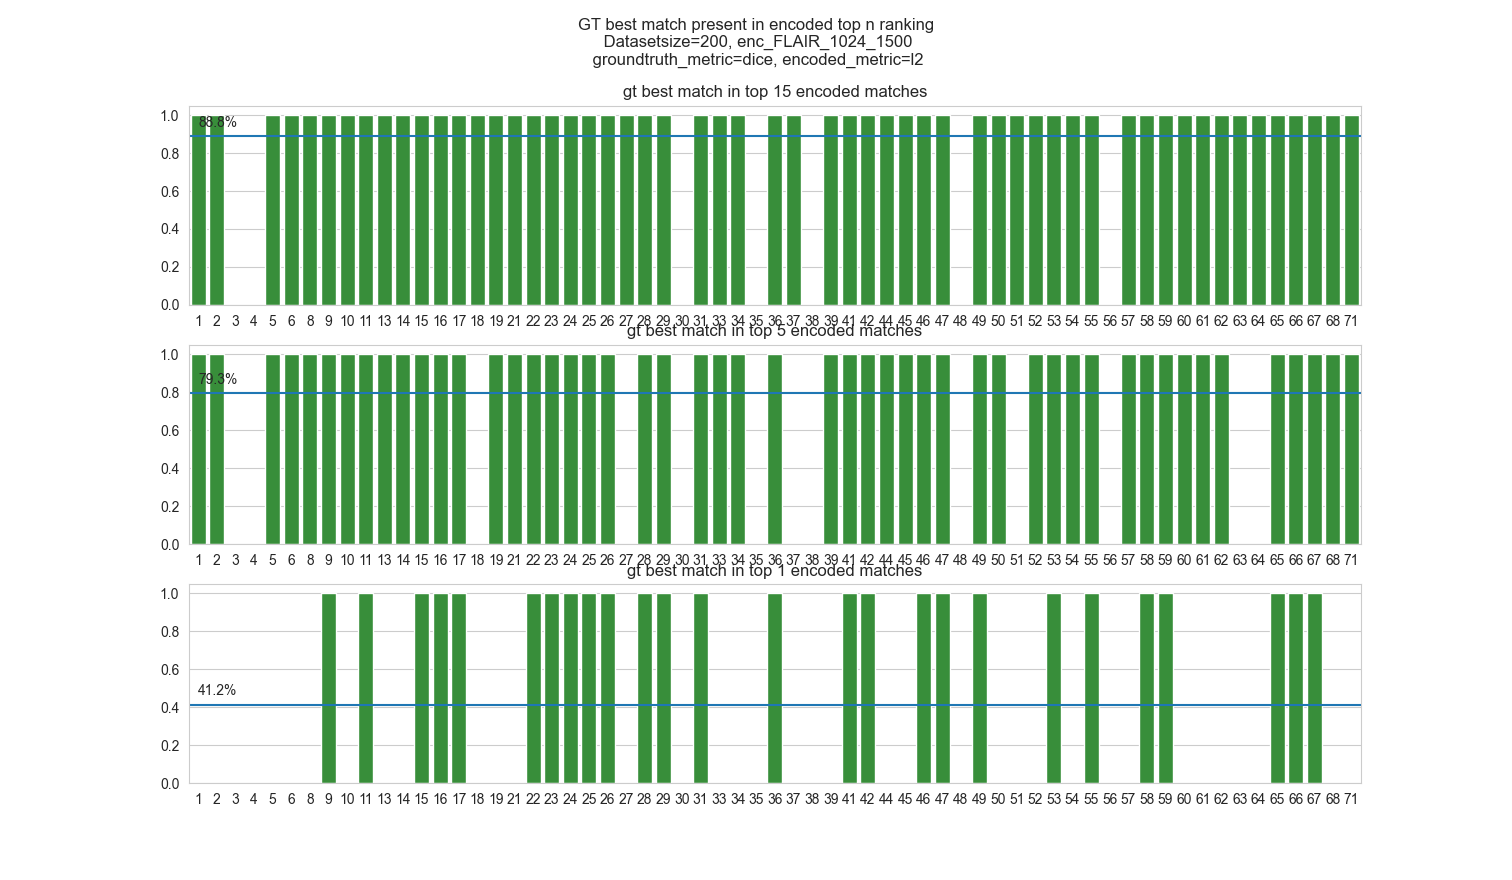 GT best match present in encoded top n ranking
Datasetsize=200, enc_FLAIR_1024_1500
groundtruth_metric=dice, encoded_metric=l2
gt best match in top 15 encoded matches
1.0
88.8%
0.8
0.6
0.4
0.2
0.0
1 2 3 4 5 6 8 9 10 11 13 14 15 16 17 18 19 21 22 23 24 25 26 27 28 29 30 31 33 34 35 36 37 38 39 41 42 44 45 46 47 48 49 50 51 52 53 54 55 56 57 58 59 60 61 62 63 64 65 66 67 68 71
gt best match in top 5 encoded matches
1.0
79.3%
0.8
0.6
0.4
0.2
0.0
1 2 3 4 5 6 8 9 10 11 13 14 15 16 17 18 19 21 22 23 24 25 26 27 28 29 30 31 33 34 35 36 37 38 39 41 42 44 45 46 47 48 49 50 51 52 53 54 55 56 57 58 59 60 61 62 63 64 65 66 67 68 71
gt best match in top 1 encoded matches
1.0
0.8
0.6
41.2%
0.4
0.2
0.0
1 2 3 4 5 6 8 9 10 11 13 14 15 16 17 18 19 21 22 23 24 25 26 27 28 29 30 31 33 34 35 36 37 38 39 41 42 44 45 46 47 48 49 50 51 52 53 54 55 56 57 58 59 60 61 62 63 64 65 66 67 68 71